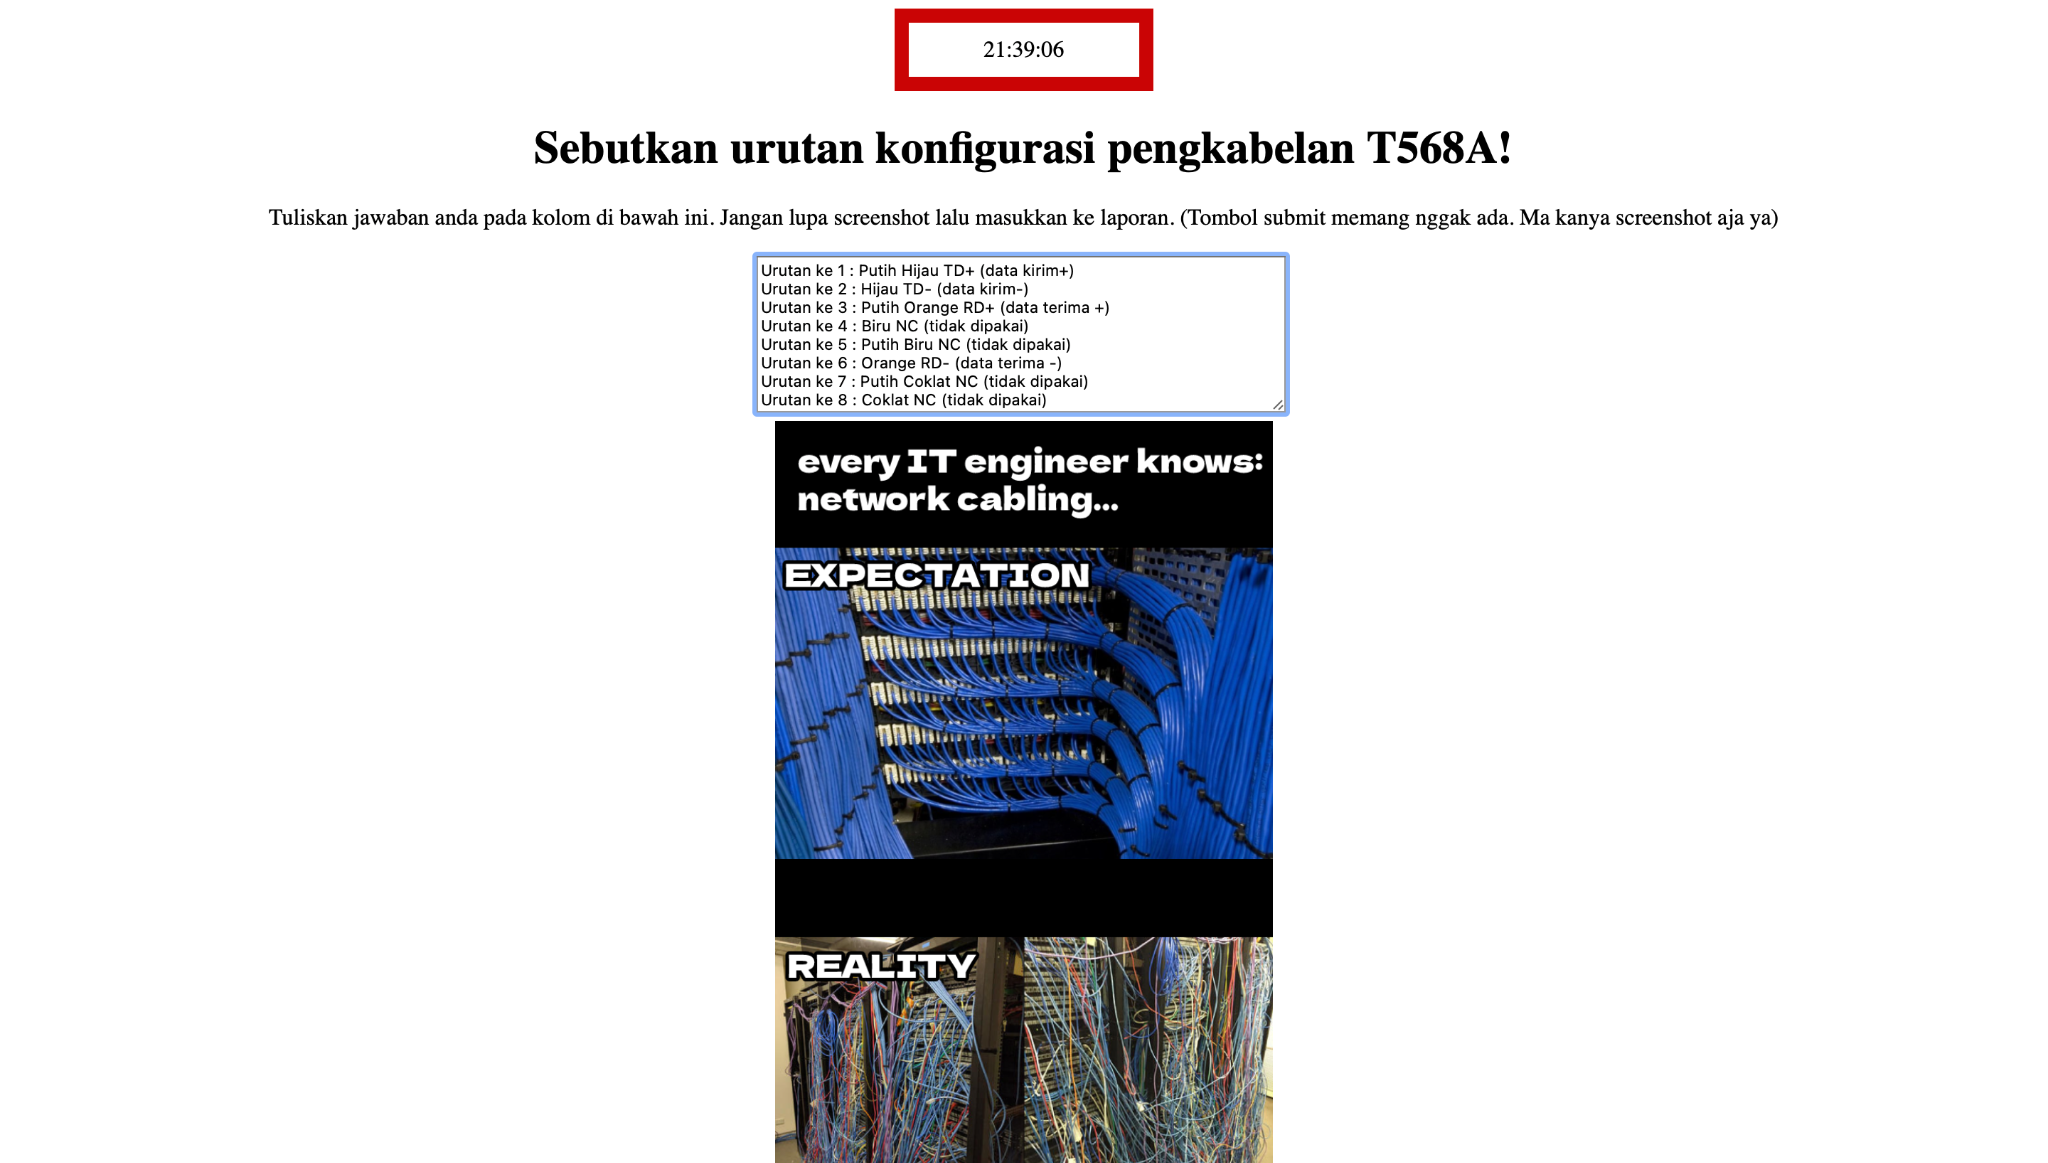 21:39:06
Sebutkan urutan konfigurasi pengkabelan T568A!
Tuliskan jawaban anda pada kolom di bawah ini. Jangan lupa screenshot lalu masukkan ke laporan. (Tombol submit memang nggak ada. Ma kanya screenshot aja ya)
Urutan ke 1 : Putih Hijau TD+ (data kirim+)
Urutan ke 2 : Hijau TD- (data kirim-)
Urutan ke 3 : Putih Orange RD+ (data terima +)
Urutan ke 4 : Biru NC (tidak dipakai)
Urutan ke 5 : Putih Biru NC (tidak dipakai)
Urutan ke 6 : Orange RD- (data terima -)
Urutan ke 7 : Putih Coklat NC (tidak dipakai)
Urutan ke 8 : Coklat NC (tidak dipakai)
every IT engineer knows:
network cabling...
EXPECTATION
REALITY